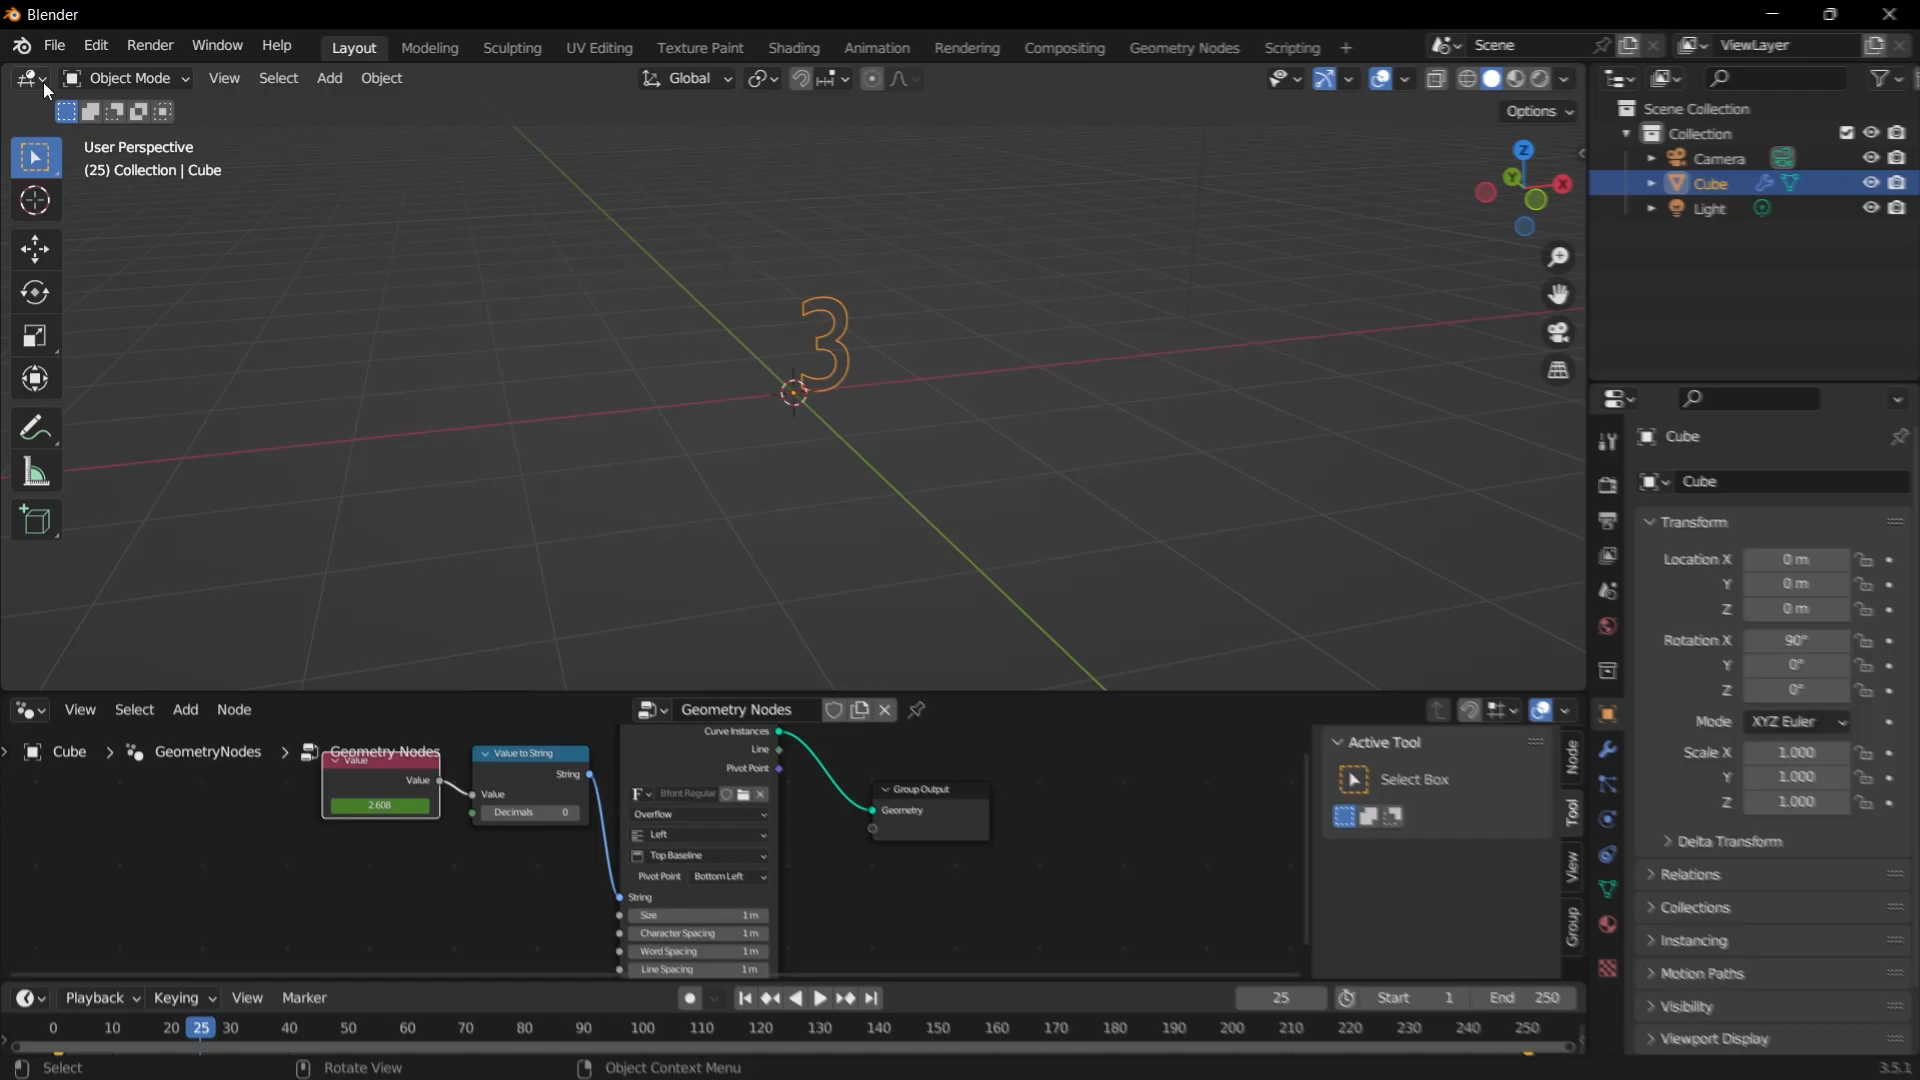 Blender
File Edit Render Window Help Layout Modeling Sculpting UV Editing Texture Paint Shading Animation Rendering Compositing Geometry Nodes Scripting + Scene ViewLayer
Object Mode View Select Add Object Global
Options
User Perspective
(25) Collection | Cube
Z
Y
X
3
Scene Collection
Collection
Camera
Cube
Light
Cube
Cube
Transform
Location X 0 m
Y 0 m
Z 0 m
Rotation X 90°
Y 0°
Z 0°
Mode XYZ Euler
Scale X 1.000
Y 1.000
Z 1.000
Delta Transform
Relations
Collections
Instancing
Motion Paths
Visibility
Viewport Display
View Select Add Node Geometry Nodes
Cube GeometryNodes Geometry Nodes
Value
Value
2.608
Value to String
String
Value
Decimals 0
Curve Instances
Line
Pivot Point
F Bfont Regular
Overflow
Left
Top Baseline
Pivot Point Bottom Left
String
Size 1 m
Character Spacing 1 m
Word Spacing 1 m
Line Spacing 1 m
Group Output
Geometry
Active Tool
Select Box
Node
Tool
View
Group
Playback Keying View Marker 25 Start 1 End 250
0 10 20 25 30 40 50 60 70 80 90 100 110 120 130 140 150 160 170 180 190 200 210 220 230 240 250
Select Rotate View Object Context Menu 3.5.1